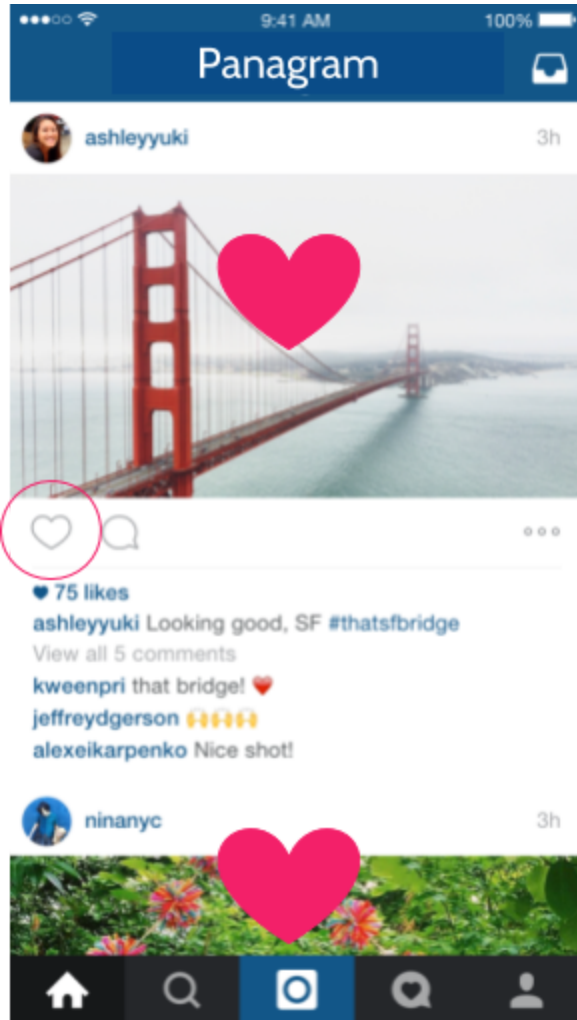 9:41 AM
100%
Panagram
ashleyyuki
3h
75 likes
ashleyyuki Looking good, SF #thatsfbridge
View all 5 comments
kweenpri that bridge! ❤️
jeffreydgerson 🙌🙌🙌
alexeikarpenko Nice shot!
ninanyc
3h